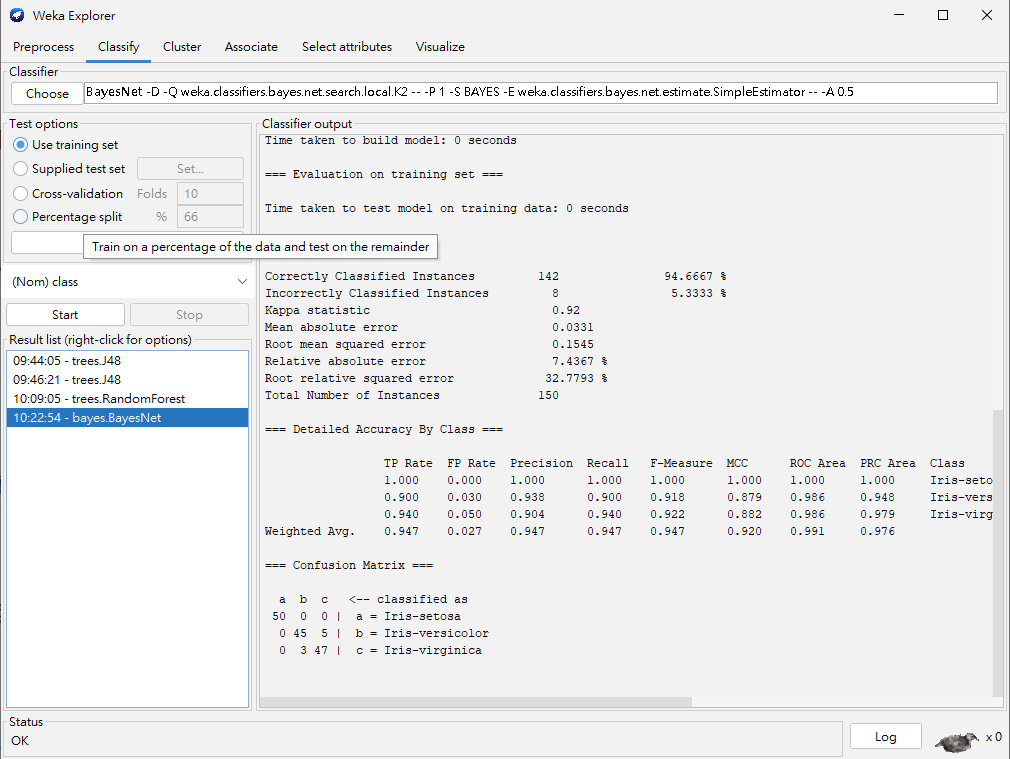 Weka Explorer
Preprocess Classify Cluster Associate Select attributes Visualize
Classifier
Choose BayesNet -D -Q weka.classifiers.bayes.net.search.local.K2 -- -P 1 -S BAYES -E weka.classifiers.bayes.net.estimate.SimpleEstimator -- -A 0.5
Test options
Use training set
Supplied test set Set...
Cross-validation Folds 10
Percentage split % 66
Train on a percentage of the data and test on the remainder
(Nom) class
Start Stop
Result list (right-click for options)
09:44:05 - trees.J48
09:46:21 - trees.J48
10:09:05 - trees.RandomForest
10:22:54 - bayes.BayesNet
Classifier output
Time taken to build model: 0 seconds
=== Evaluation on training set ===
Time taken to test model on training data: 0 seconds
Correctly Classified Instances 142 94.6667 %
Incorrectly Classified Instances 8 5.3333 %
Kappa statistic 0.92
Mean absolute error 0.0331
Root mean squared error 0.1545
Relative absolute error 7.4367 %
Root relative squared error 32.7793 %
Total Number of Instances 150
=== Detailed Accuracy By Class ===
TP Rate FP Rate Precision Recall F-Measure MCC ROC Area PRC Area Class
1.000 0.000 1.000 1.000 1.000 1.000 1.000 1.000 Iris-seto
0.900 0.030 0.938 0.900 0.918 0.879 0.986 0.948 Iris-vers
0.940 0.050 0.904 0.940 0.922 0.882 0.986 0.979 Iris-virg
Weighted Avg. 0.947 0.027 0.947 0.947 0.947 0.920 0.991 0.976
=== Confusion Matrix ===
a b c <-- classified as
50 0 0 | a = Iris-setosa
0 45 5 | b = Iris-versicolor
0 3 47 | c = Iris-virginica
Status
OK
Log x 0